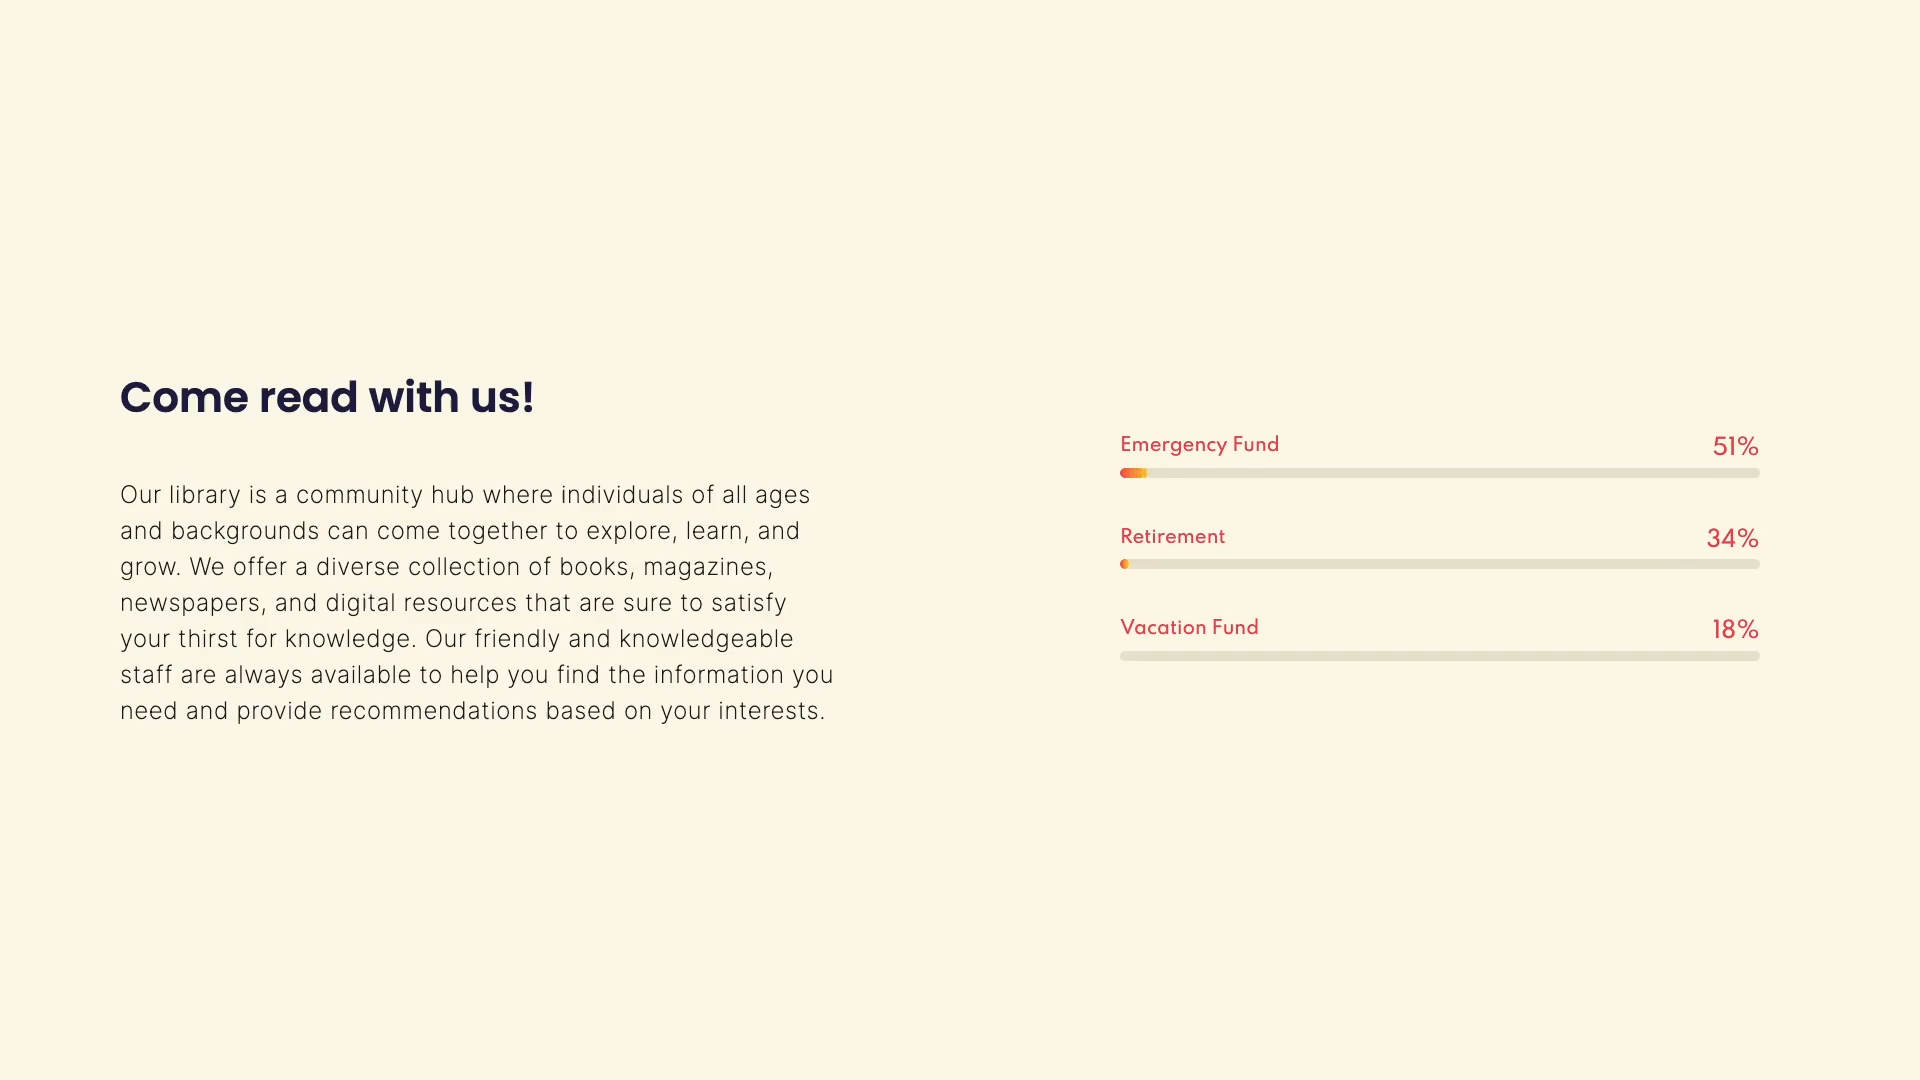 Come read with us!
Our library is a community hub where individuals of all ages
and backgrounds can come together to explore, learn, and
grow. We offer a diverse collection of books, magazines,
newspapers, and digital resources that are sure to satisfy
your thirst for knowledge. Our friendly and knowledgeable
staff are always available to help you find the information you
need and provide recommendations based on your interests.
Emergency Fund 51%
Retirement 34%
Vacation Fund 18%